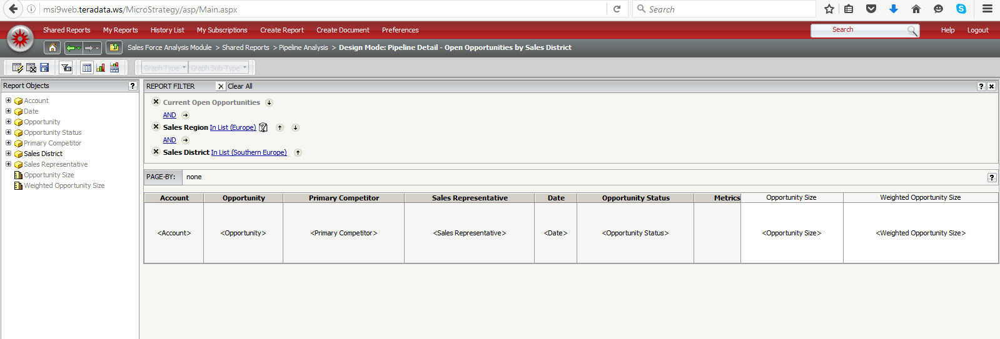 msi9web.teradata.ws/MicroStrategy/asp/Main.aspx
Search
Shared Reports My Reports History List My Subscriptions Create Report Create Document Preferences Search Help Logout
Sales Force Analysis Module > Shared Reports > Pipeline Analysis > Design Mode: Pipeline Detail - Open Opportunities by Sales District
Graph Type Graph Sub-Type
Report Objects ?
Account
Date
Opportunity
Opportunity Status
Primary Competitor
Sales District
Sales Representative
Opportunity Size
Weighted Opportunity Size
REPORT FILTER Clear All ?
Current Open Opportunities
AND
Sales Region In List (Europe)
AND
Sales District In List (Southern Europe)
PAGE-BY: none ?
Account Opportunity Primary Competitor Sales Representative Date Opportunity Status Metrics Opportunity Size Weighted Opportunity Size
<Account> <Opportunity> <Primary Competitor> <Sales Representative> <Date> <Opportunity Status> <Opportunity Size> <Weighted Opportunity Size>